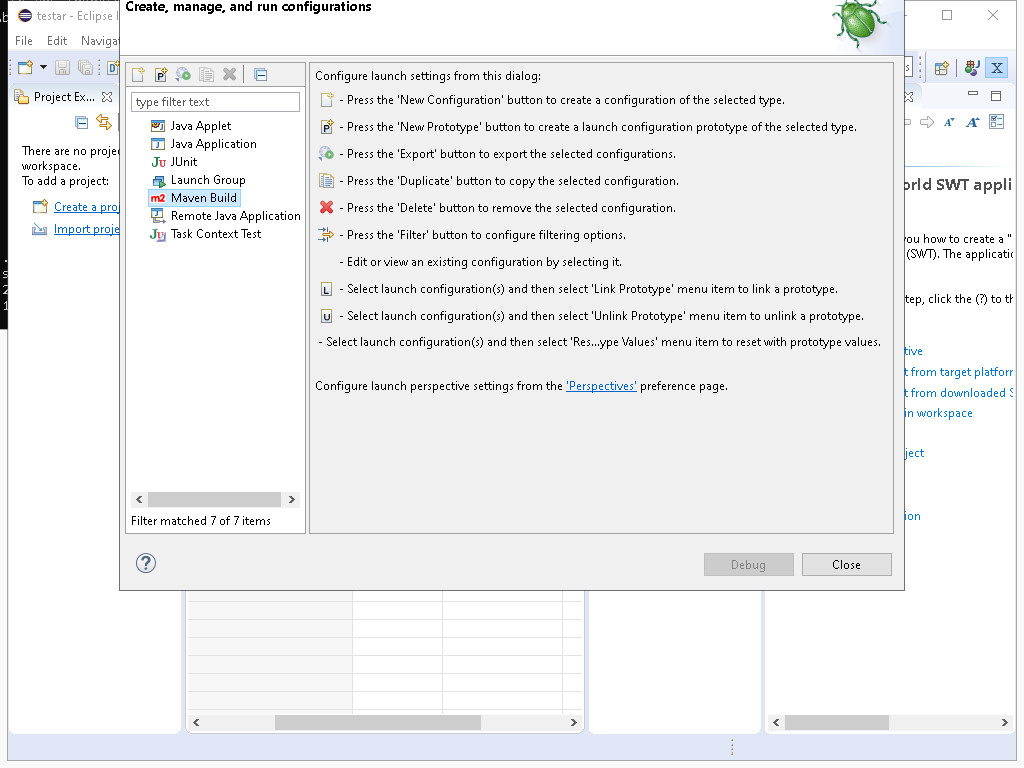 Create, manage, and run configurations
testar - Eclipse I
File Edit Navigat
Project Ex...
There are no proje
workspace.
To add a project:
Create a proj
Import proje
type filter text
Java Applet
Java Application
Ju JUnit
Launch Group
m2 Maven Build
Remote Java Application
Ju Task Context Test
Filter matched 7 of 7 items
Configure launch settings from this dialog:
- Press the 'New Configuration' button to create a configuration of the selected type.
P - Press the 'New Prototype' button to create a launch configuration prototype of the selected type.
- Press the 'Export' button to export the selected configurations.
- Press the 'Duplicate' button to copy the selected configuration.
- Press the 'Delete' button to remove the selected configuration.
- Press the 'Filter' button to configure filtering options.
- Edit or view an existing configuration by selecting it.
L - Select launch configuration(s) and then select 'Link Prototype' menu item to link a prototype.
U - Select launch configuration(s) and then select 'Unlink Prototype' menu item to unlink a prototype.
- Select launch configuration(s) and then select 'Res...ype Values' menu item to reset with prototype values.
Configure launch perspective settings from the 'Perspectives' preference page.
Debug
Close
orld SWT appli
you how to create a "
(SWT). The applicatio
tep, click the (?) to th
tive
t from target platform
t from downloaded S
in workspace
ject
ion